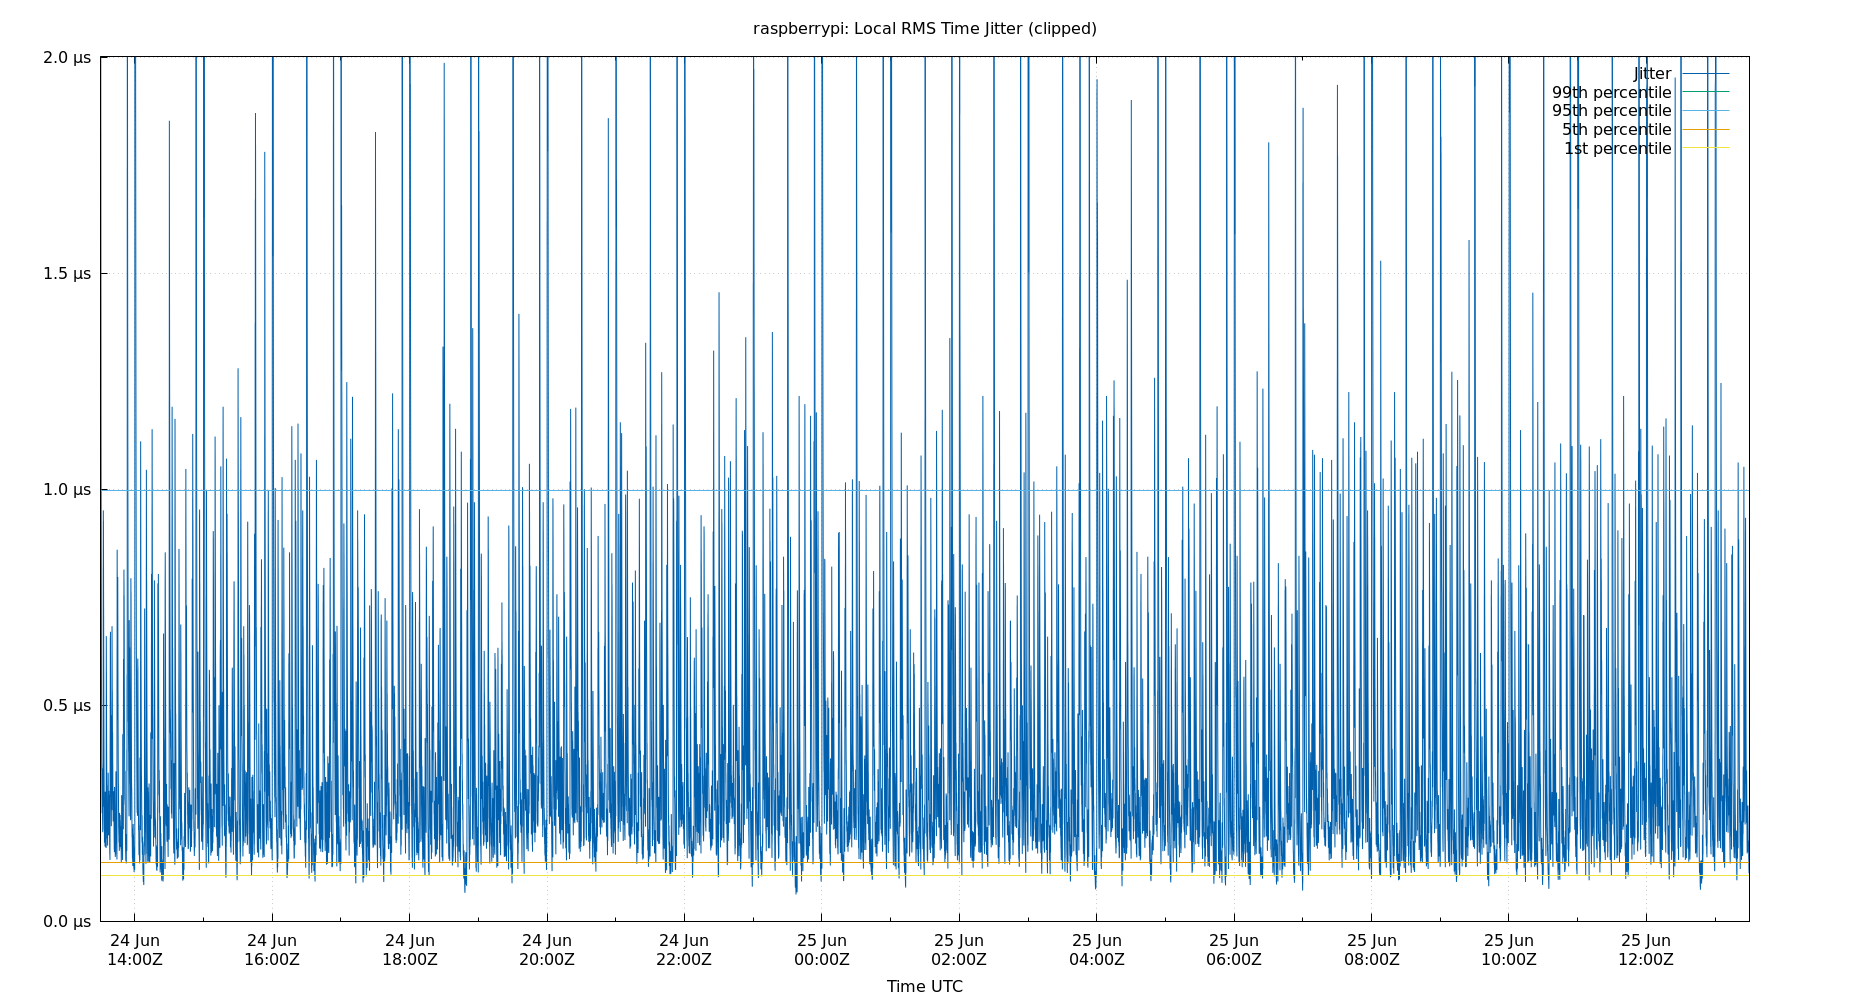 raspberrypi: Local RMS Time Jitter (clipped)
2.0 μs
1.5 μs
1.0 μs
0.5 μs
0.0 μs
Jitter
99th percentile
95th percentile
5th percentile
1st percentile
24 Jun 24 Jun 24 Jun 24 Jun 24 Jun 25 Jun 25 Jun 25 Jun 25 Jun 25 Jun 25 Jun 25 Jun
14:00Z 16:00Z 18:00Z 20:00Z 22:00Z 00:00Z 02:00Z 04:00Z 06:00Z 08:00Z 10:00Z 12:00Z
Time UTC